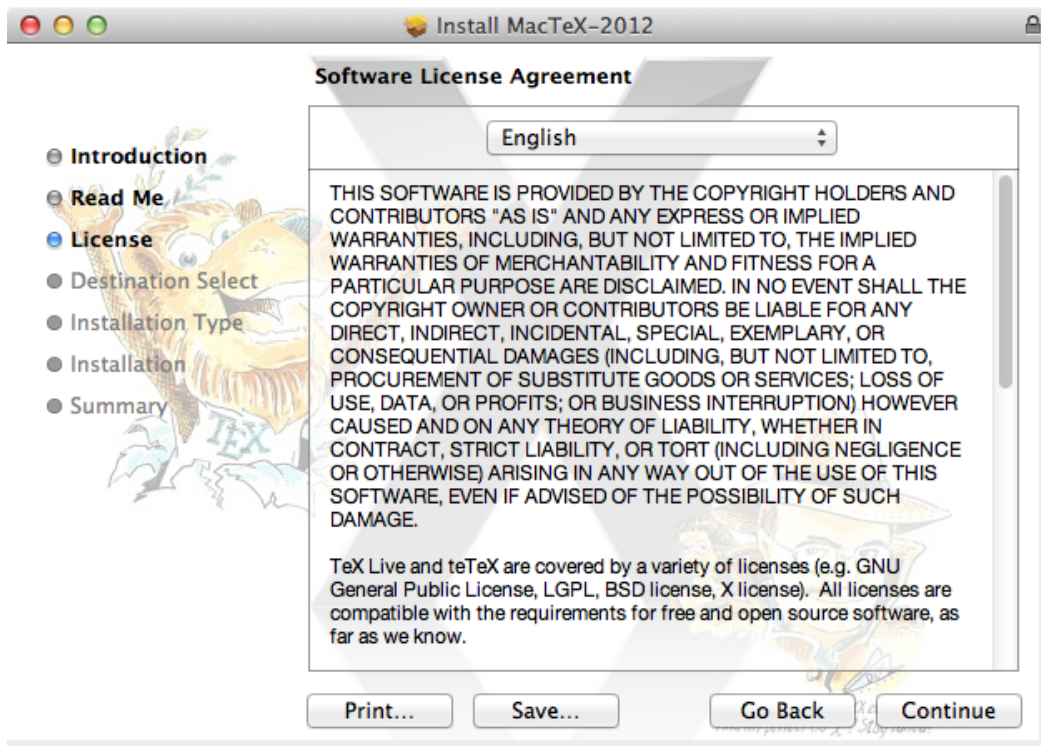 Install MacTeX-2012
Software License Agreement
Introduction
Read Me
License
Destination Select
Installation Type
Installation
Summary
English
THIS SOFTWARE IS PROVIDED BY THE COPYRIGHT HOLDERS AND
CONTRIBUTORS "AS IS" AND ANY EXPRESS OR IMPLIED
WARRANTIES, INCLUDING, BUT NOT LIMITED TO, THE IMPLIED
WARRANTIES OF MERCHANTABILITY AND FITNESS FOR A
PARTICULAR PURPOSE ARE DISCLAIMED. IN NO EVENT SHALL THE
COPYRIGHT OWNER OR CONTRIBUTORS BE LIABLE FOR ANY
DIRECT, INDIRECT, INCIDENTAL, SPECIAL, EXEMPLARY, OR
CONSEQUENTIAL DAMAGES (INCLUDING, BUT NOT LIMITED TO,
PROCUREMENT OF SUBSTITUTE GOODS OR SERVICES; LOSS OF
USE, DATA, OR PROFITS; OR BUSINESS INTERRUPTION) HOWEVER
CAUSED AND ON ANY THEORY OF LIABILITY, WHETHER IN
CONTRACT, STRICT LIABILITY, OR TORT (INCLUDING NEGLIGENCE
OR OTHERWISE) ARISING IN ANY WAY OUT OF THE USE OF THIS
SOFTWARE, EVEN IF ADVISED OF THE POSSIBILITY OF SUCH
DAMAGE.
TeX Live and teTeX are covered by a variety of licenses (e.g. GNU
General Public License, LGPL, BSD license, X license).  All licenses are
compatible with the requirements for free and open source software, as
far as we know.
TEX
X
Print...
Save...
Go Back
Continue